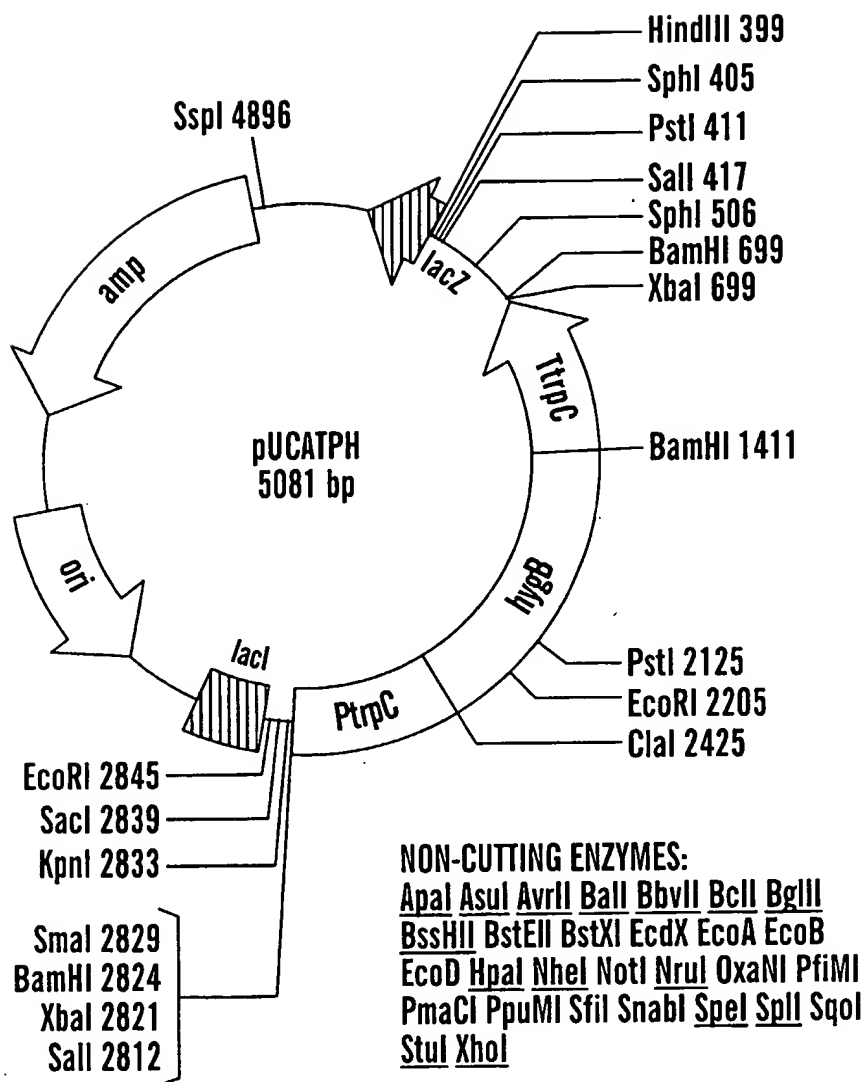 HindIII 399
SphI 405
PstI 411
SalI 417
SphI 506
BamHI 699
XbaI 699
SspI 4896
amp
lacZ
TtrpC
pUCATPH
5081 bp
BamHI 1411
ori
hygB
lacI
PtrpC
PstI 2125
EcoRI 2205
ClaI 2425
EcoRI 2845
SacI 2839
KpnI 2833
SmaI 2829
BamHI 2824
XbaI 2821
SalI 2812
NON-CUTTING ENZYMES:
ApaI AsuI AvrII BalI BbvII BclI BglII
BssHII BstEII BstXI EcdX EcoA EcoB
EcoD HpaI NheI NotI NruI OxaNI PfiMI
PmaCI PpuMI SfiI SnabI SpeI SplI SqoI
StuI XhoI